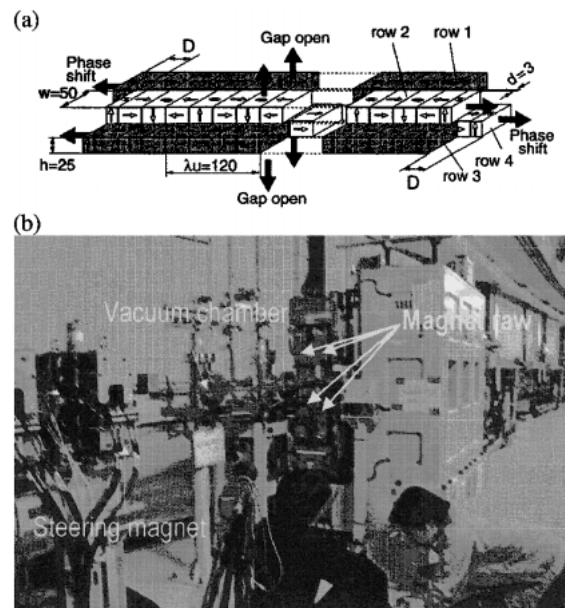 (a)
D
Gap open
row 2
row 1
Phase
shift
d=3
w=50
Phase
shift
row 4
h=25
λu=120
D
row 3
Gap open
(b)
Vacuum chamber
Magnet raw
Steering magnet